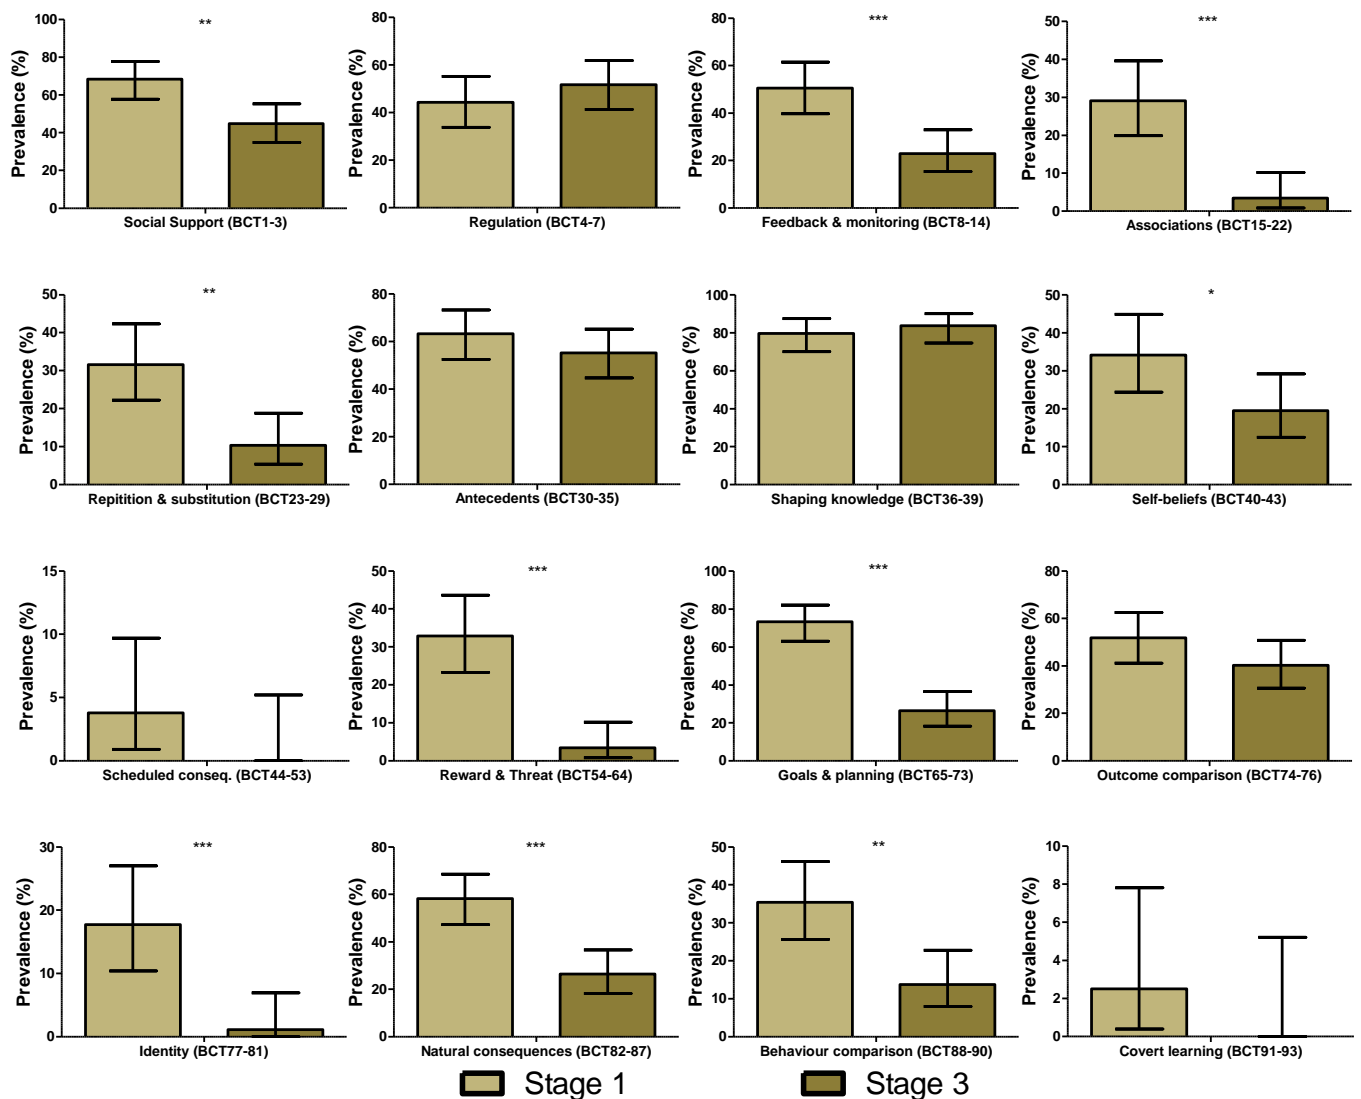 **
***
***
100
80
60
40
20
0
Prevalence (%)
Social Support (BCT1-3)
80
60
40
20
0
Prevalence (%)
Regulation (BCT4-7)
80
60
40
20
0
Prevalence (%)
Feedback & monitoring (BCT8-14)
50
40
30
20
10
0
Prevalence (%)
Associations (BCT15-22)
**
*
50
40
30
20
10
0
Prevalence (%)
Repitition & substitution (BCT23-29)
80
60
40
20
0
Prevalence (%)
Antecedents (BCT30-35)
100
80
60
40
20
0
Prevalence (%)
Shaping knowledge (BCT36-39)
50
40
30
20
10
0
Prevalence (%)
Self-beliefs (BCT40-43)
***
***
15
10
5
0
Prevalence (%)
Scheduled conseq. (BCT44-53)
50
40
30
20
10
0
Prevalence (%)
Reward & Threat (BCT54-64)
100
80
60
40
20
0
Prevalence (%)
Goals & planning (BCT65-73)
80
60
40
20
0
Prevalence (%)
Outcome comparison (BCT74-76)
***
***
**
30
20
10
0
Prevalence (%)
Identity (BCT77-81)
80
60
40
20
0
Prevalence (%)
Natural consequences (BCT82-87)
50
40
30
20
10
0
Prevalence (%)
Behaviour comparison (BCT88-90)
10
8
6
4
2
0
Prevalence (%)
Covert learning (BCT91-93)
Stage 1
Stage 3